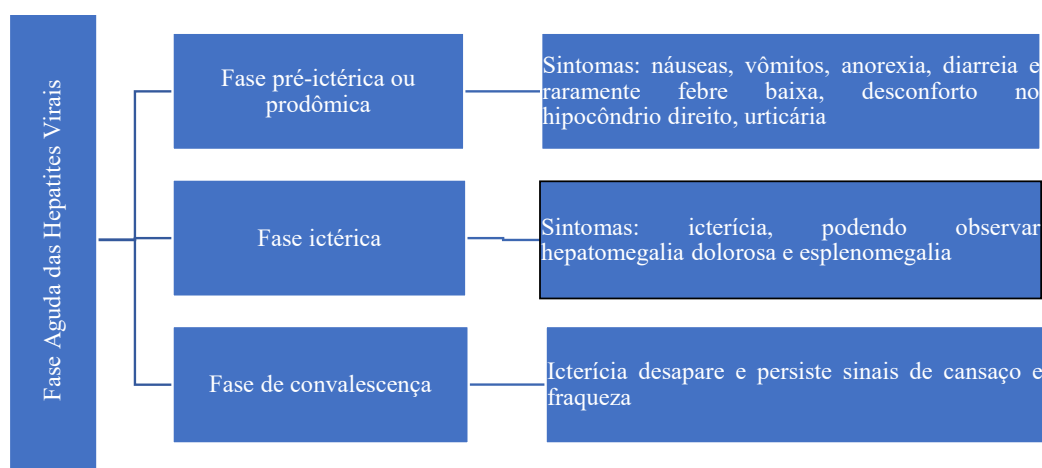 Fase Aguda das Hepatites Virais
Fase pré-ictérica ou
prodômica
Sintomas: náuseas, vômitos, anorexia, diarreia e
raramente febre baixa, desconforto no
hipocôndrio direito, urticária
Fase ictérica
Sintomas: icterícia, podendo observar
hepatomegalia dolorosa e esplenomegalia
Fase de convalescença
Icterícia desapare e persiste sinais de cansaço e
fraqueza